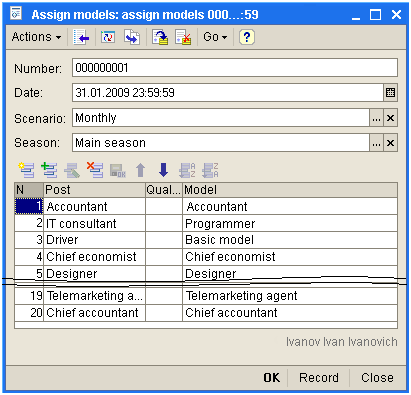 Assign models: assign models 000...:59
Actions Go
Number: 000000001
Date: 31.01.2009 23:59:59
Scenario: Monthly ...
Season: Main season ...
N Post Qual... Model
1 Accountant Accountant
2 IT consultant Programmer
3 Driver Basic model
4 Chief economist Chief economist
5 Designer Designer
19 Telemarketing a... Telemarketing agent
20 Chief accountant Chief accountant
Ivanov Ivan Ivanovich
OK Record Close